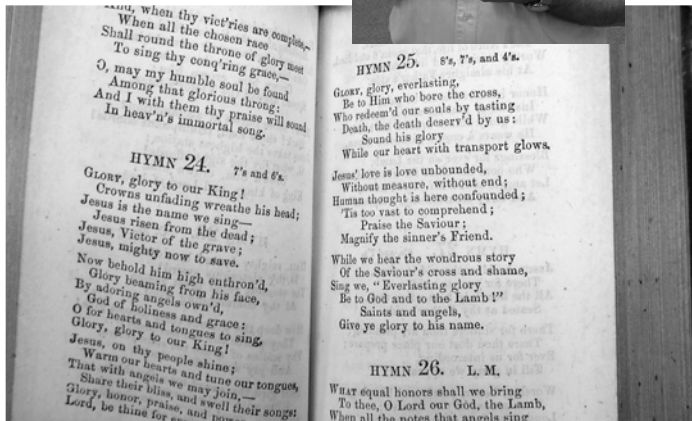 And, when thy vict'ries are complete,—
When all the chosen race
Shall round the throne of glory meet
To sing thy conq'ring grace,—
O, may my humble soul be found
Among that glorious throng:
And I with them thy praise will sound
In heav'n's immortal song.
HYMN 24. 7's and 6's.
GLORY, glory to our King!
Crowns unfading wreathe his head;
Jesus is the name we sing—
Jesus risen from the dead;
Jesus, Victor of the grave;
Jesus, mighty now to save.
Now behold him high enthron'd,
Glory beaming from his face,
By adoring angels own'd,
God of holiness and grace:
O for hearts and tongues to sing,
Glory, glory to our King!
Jesus, on thy people shine;
Warm our hearts and tune our tongues,
That with angels we may join,—
Share their bliss, and swell their songs:
Glory, honor, praise, and
Lord, be thine for
HYMN 25. 8's, 7's, and 4's.
GLORY, glory, everlasting,
Be to Him who bore the cross,
Who redeem'd our souls by tasting
Death, the death deserv'd by us:
Sound his glory
While our heart with transport glows.
Jesus' love is love unbounded,
Without measure, without end;
Human thought is here confounded;
'Tis too vast to comprehend;
Praise the Saviour;
Magnify the sinner's Friend.
While we hear the wondrous story
Of the Saviour's cross and shame,
Sing we, "Everlasting glory
Be to God and to the Lamb!"
Saints and angels,
Give ye glory to his name.
HYMN 26. L. M.
WHAT equal honors shall we bring
To thee, O Lord our God, the Lamb,
When all the notes that angels sing